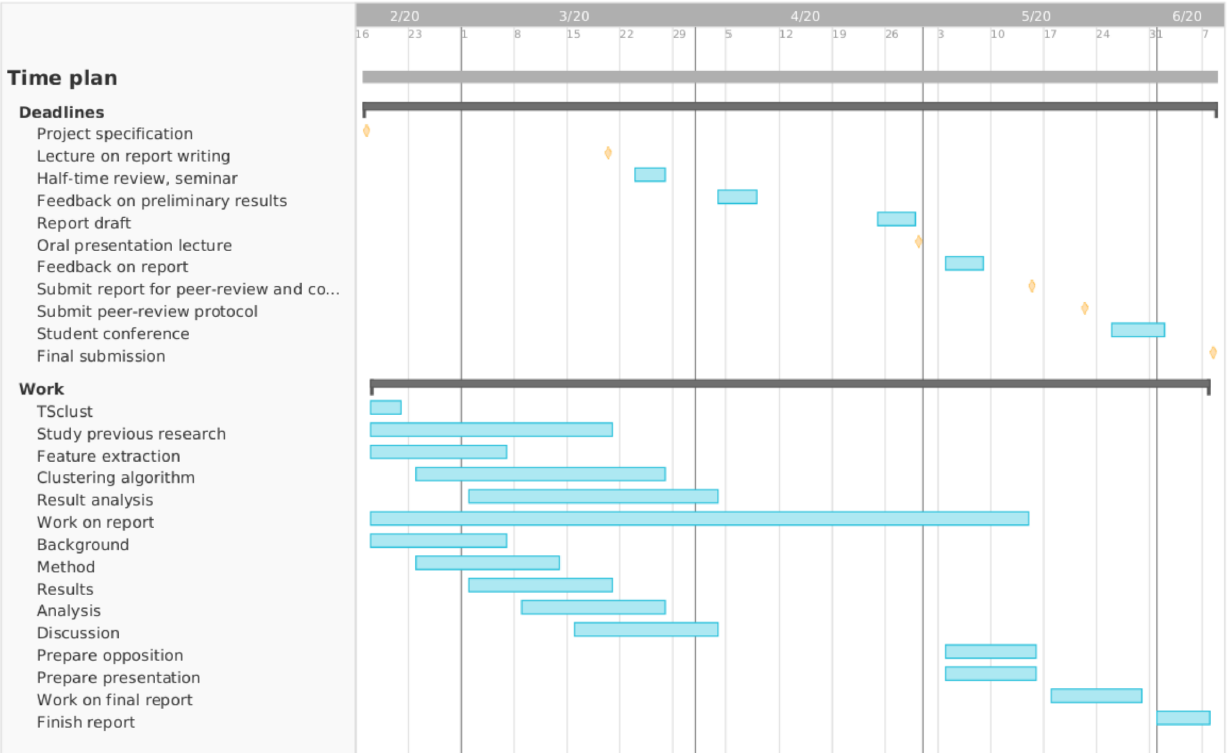 2/20 3/20 4/20 5/20 6/20
16 23 1 8 15 22 29 5 12 19 26 3 10 17 24 31 7
Time plan
Deadlines
Project specification
Lecture on report writing
Half-time review, seminar
Feedback on preliminary results
Report draft
Oral presentation lecture
Feedback on report
Submit report for peer-review and co...
Submit peer-review protocol
Student conference
Final submission
Work
TSclust
Study previous research
Feature extraction
Clustering algorithm
Result analysis
Work on report
Background
Method
Results
Analysis
Discussion
Prepare opposition
Prepare presentation
Work on final report
Finish report